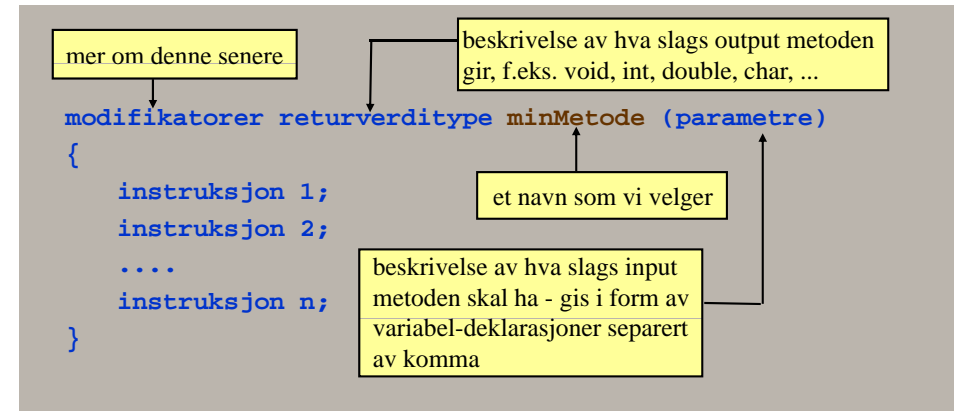 mer om denne senere
beskrivelse av hva slags output metoden
gir, f.eks. void, int, double, char, ...
modifikatorer returverditype minMetode (parametre)
{
instruksjon 1;
et navn som vi velger
instruksjon 2;
....
instruksjon n;
beskrivelse av hva slags input
metoden skal ha - gis i form av
variabel-deklarasjoner separert
av komma
}